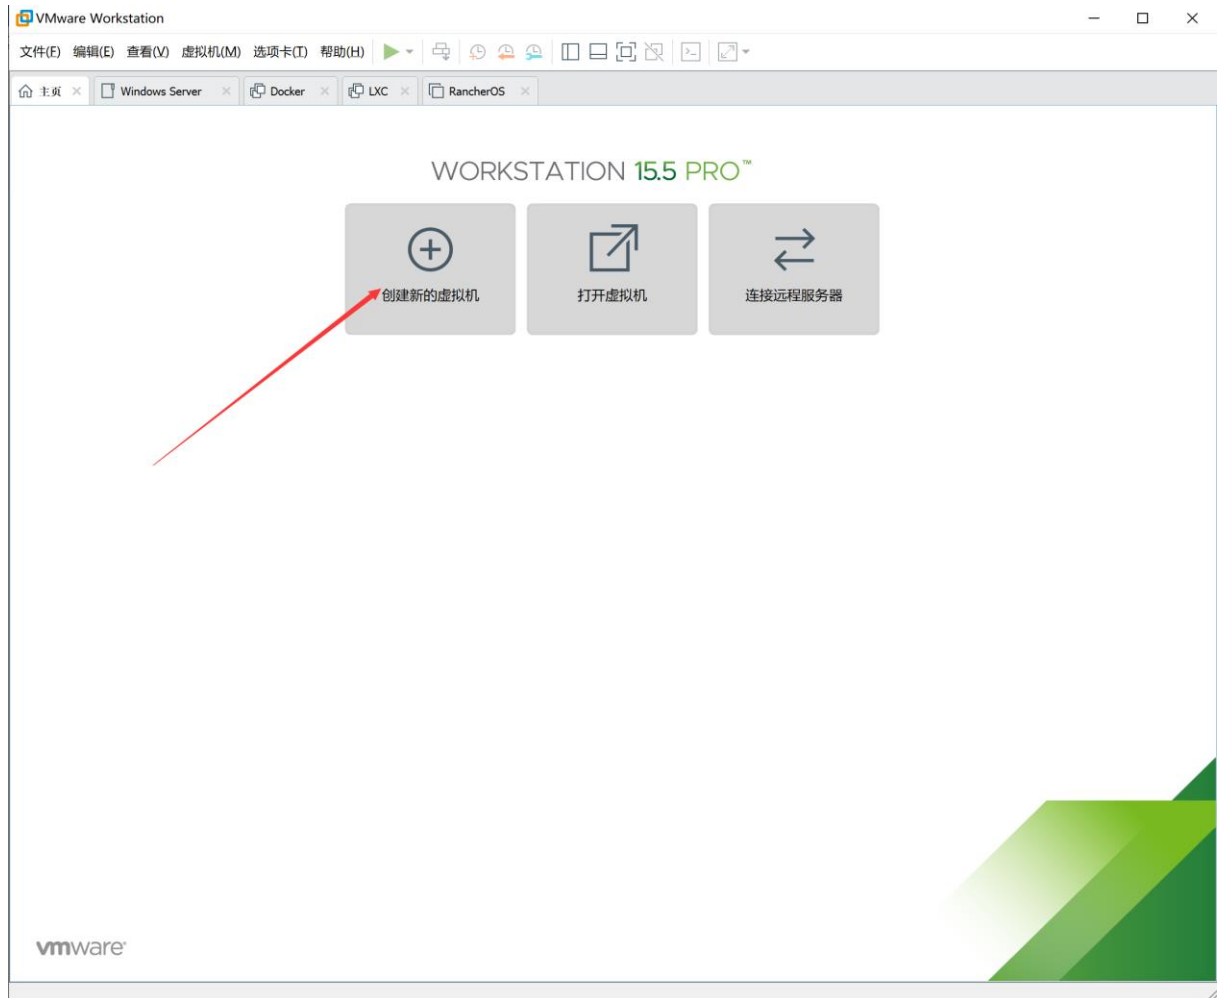 VMware Workstation
文件(F) 编辑(E) 查看(V) 虚拟机(M) 选项卡(T) 帮助(H)
主页 Windows Server Docker LXC RancherOS
WORKSTATION 15.5 PRO™
创建新的虚拟机 打开虚拟机 连接远程服务器
vmware®